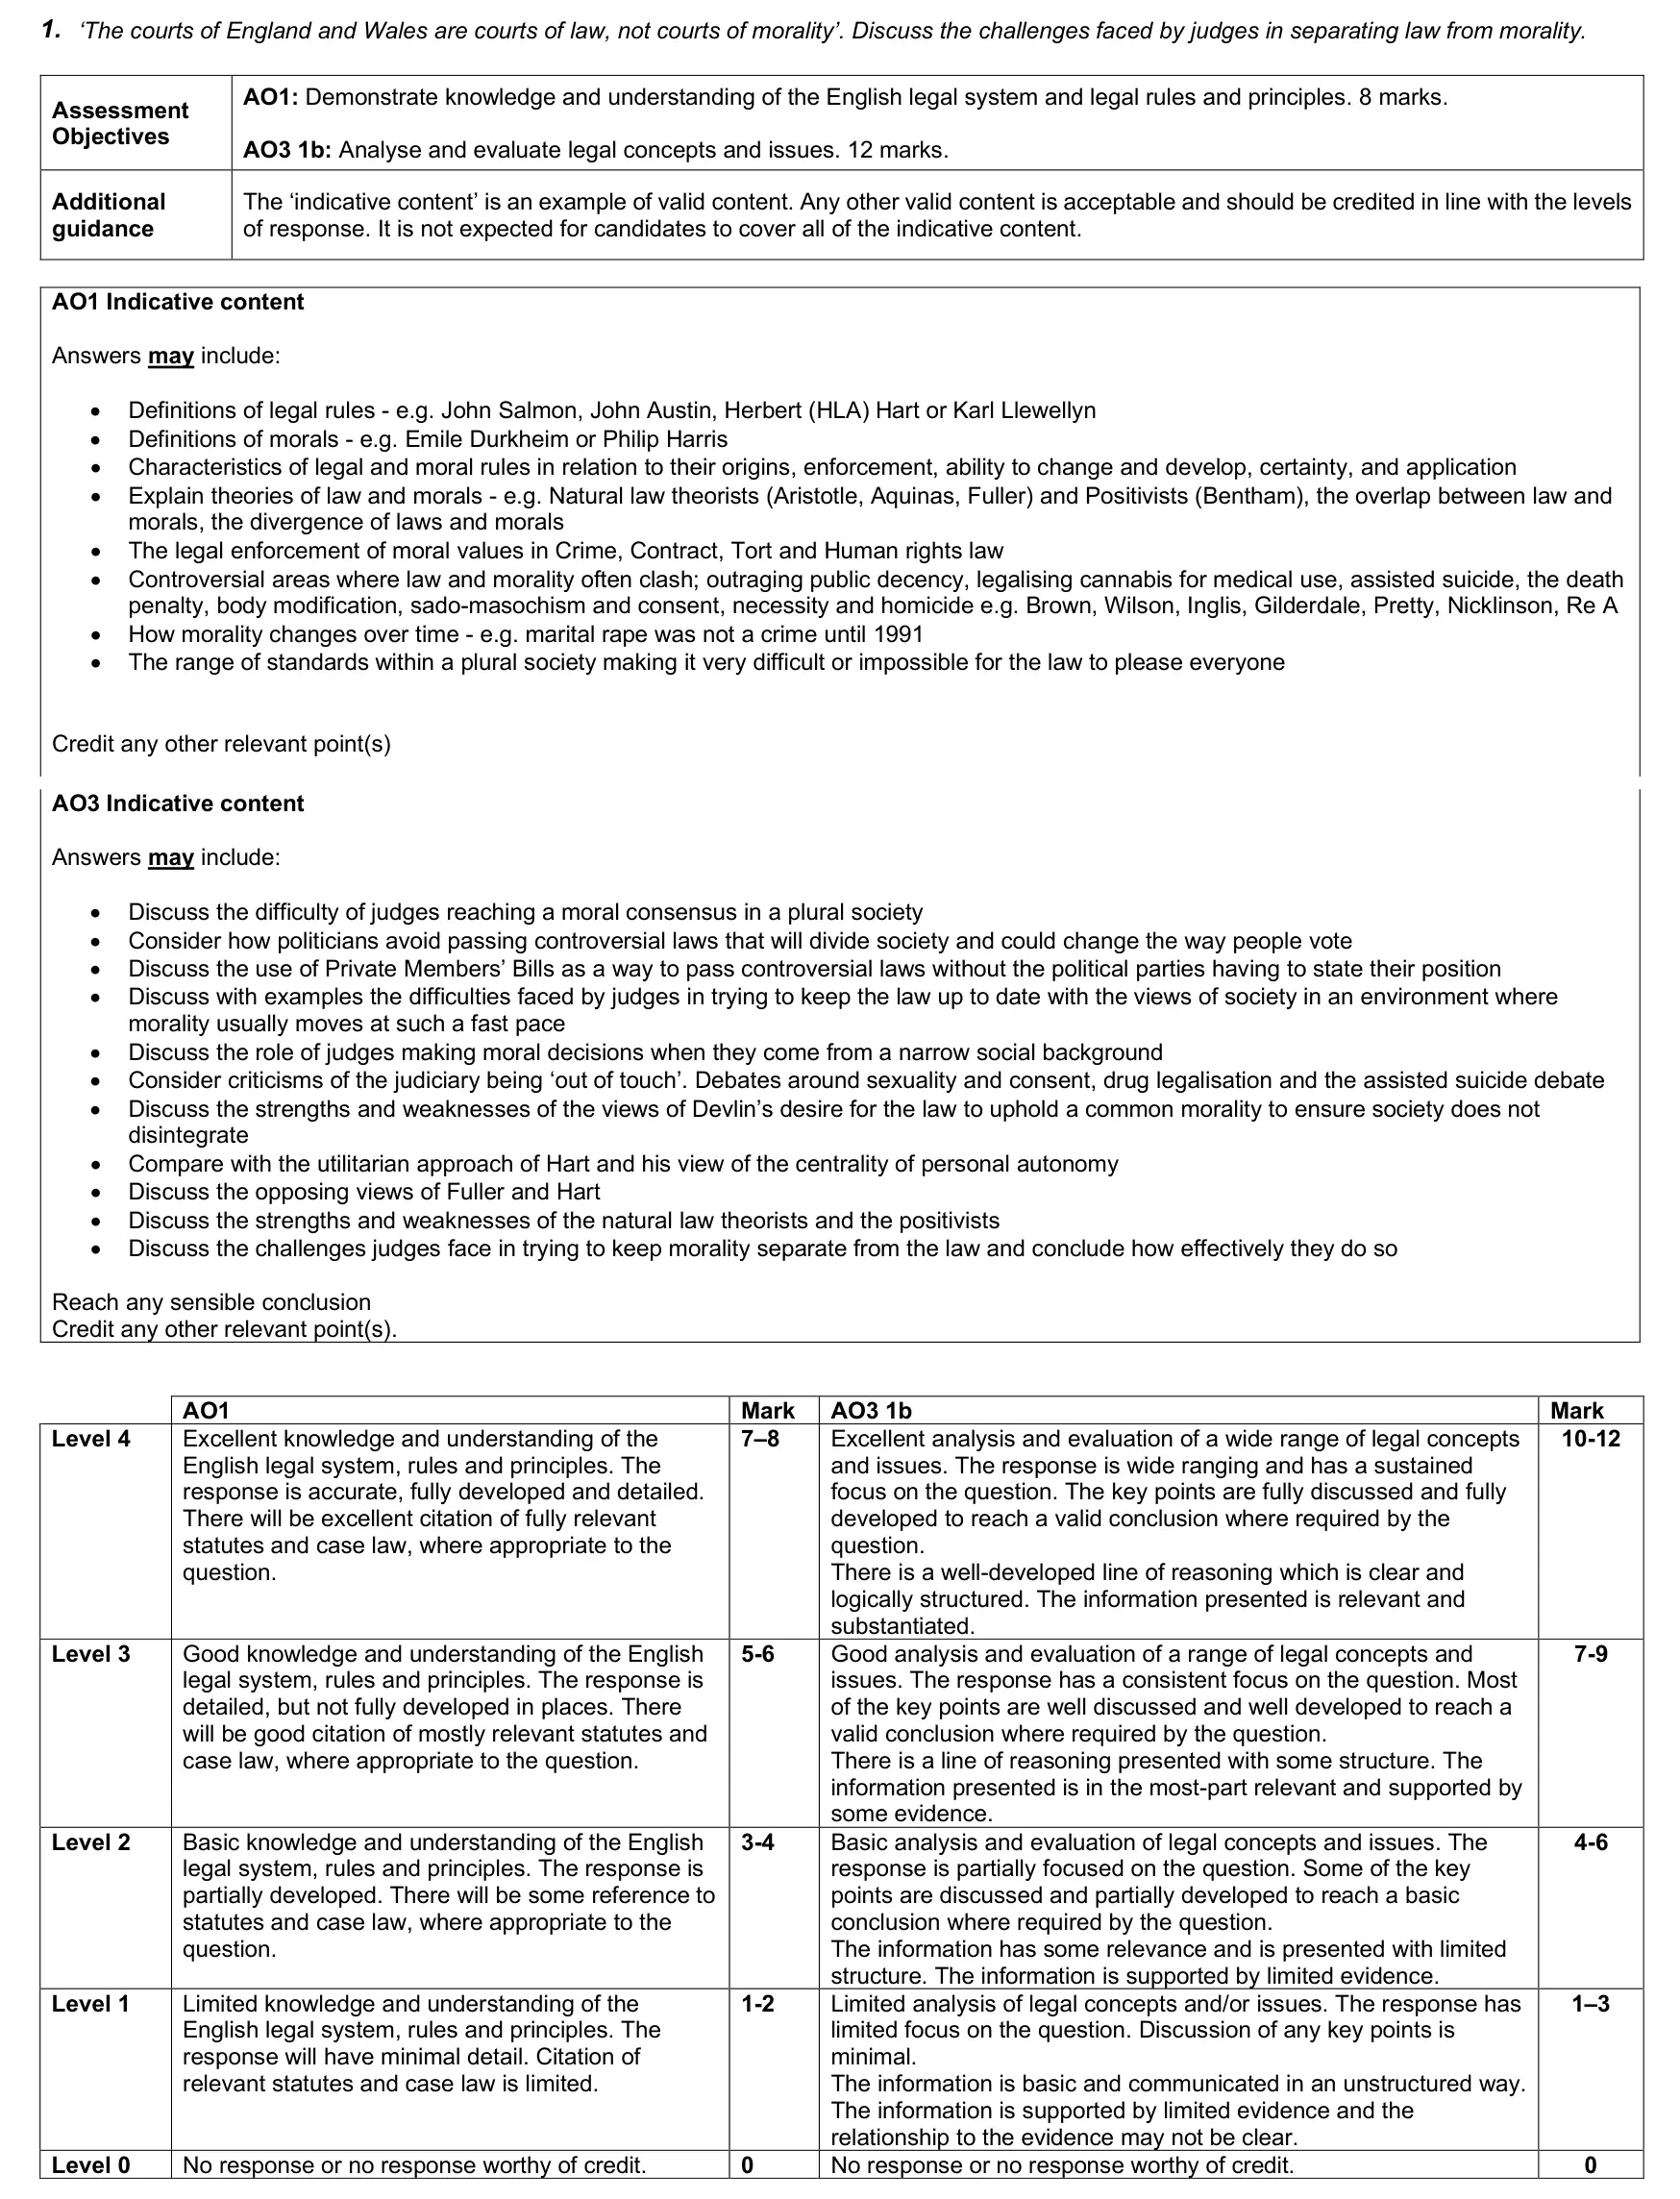 1. ‘The courts of England and Wales are courts of law, not courts of morality’. Discuss the challenges faced by judges in separating law from morality.
Assessment
Objectives
AO1: Demonstrate knowledge and understanding of the English legal system and legal rules and principles. 8 marks.
AO3 1b: Analyse and evaluate legal concepts and issues. 12 marks.
Additional
guidance
The ‘indicative content’ is an example of valid content. Any other valid content is acceptable and should be credited in line with the levels
of response. It is not expected for candidates to cover all of the indicative content.
AO1 Indicative content
Answers may include:
• Definitions of legal rules - e.g. John Salmon, John Austin, Herbert (HLA) Hart or Karl Llewellyn
• Definitions of morals - e.g. Emile Durkheim or Philip Harris
• Characteristics of legal and moral rules in relation to their origins, enforcement, ability to change and develop, certainty, and application
• Explain theories of law and morals - e.g. Natural law theorists (Aristotle, Aquinas, Fuller) and Positivists (Bentham), the overlap between law and
morals, the divergence of laws and morals
• The legal enforcement of moral values in Crime, Contract, Tort and Human rights law
• Controversial areas where law and morality often clash; outraging public decency, legalising cannabis for medical use, assisted suicide, the death
penalty, body modification, sado-masochism and consent, necessity and homicide e.g. Brown, Wilson, Inglis, Gilderdale, Pretty, Nicklinson, Re A
• How morality changes over time - e.g. marital rape was not a crime until 1991
• The range of standards within a plural society making it very difficult or impossible for the law to please everyone
Credit any other relevant point(s)
AO3 Indicative content
Answers may include:
• Discuss the difficulty of judges reaching a moral consensus in a plural society
• Consider how politicians avoid passing controversial laws that will divide society and could change the way people vote
• Discuss the use of Private Members’ Bills as a way to pass controversial laws without the political parties having to state their position
• Discuss with examples the difficulties faced by judges in trying to keep the law up to date with the views of society in an environment where
morality usually moves at such a fast pace
• Discuss the role of judges making moral decisions when they come from a narrow social background
• Consider criticisms of the judiciary being ‘out of touch’. Debates around sexuality and consent, drug legalisation and the assisted suicide debate
• Discuss the strengths and weaknesses of the views of Devlin’s desire for the law to uphold a common morality to ensure society does not
disintegrate
• Compare with the utilitarian approach of Hart and his view of the centrality of personal autonomy
• Discuss the opposing views of Fuller and Hart
• Discuss the strengths and weaknesses of the natural law theorists and the positivists
• Discuss the challenges judges face in trying to keep morality separate from the law and conclude how effectively they do so
Reach any sensible conclusion
Credit any other relevant point(s).
AO1 Mark AO3 1b Mark
Level 4
Excellent knowledge and understanding of the
English legal system, rules and principles. The
response is accurate, fully developed and detailed.
There will be excellent citation of fully relevant
statutes and case law, where appropriate to the
question.
7–8
Excellent analysis and evaluation of a wide range of legal concepts
and issues. The response is wide ranging and has a sustained
focus on the question. The key points are fully discussed and fully
developed to reach a valid conclusion where required by the
question.
There is a well-developed line of reasoning which is clear and
logically structured. The information presented is relevant and
substantiated.
10-12
Level 3
Good knowledge and understanding of the English
legal system, rules and principles. The response is
detailed, but not fully developed in places. There
will be good citation of mostly relevant statutes and
case law, where appropriate to the question.
5-6
Good analysis and evaluation of a range of legal concepts and
issues. The response has a consistent focus on the question. Most
of the key points are well discussed and well developed to reach a
valid conclusion where required by the question.
There is a line of reasoning presented with some structure. The
information presented is in the most-part relevant and supported by
some evidence.
7-9
Level 2
Basic knowledge and understanding of the English
legal system, rules and principles. The response is
partially developed. There will be some reference to
statutes and case law, where appropriate to the
question.
3-4
Basic analysis and evaluation of legal concepts and issues. The
response is partially focused on the question. Some of the key
points are discussed and partially developed to reach a basic
conclusion where required by the question.
The information has some relevance and is presented with limited
structure. The information is supported by limited evidence.
4-6
Level 1
Limited knowledge and understanding of the
English legal system, rules and principles. The
response will have minimal detail. Citation of
relevant statutes and case law is limited.
1-2
Limited analysis of legal concepts and/or issues. The response has
limited focus on the question. Discussion of any key points is
minimal.
The information is basic and communicated in an unstructured way.
The information is supported by limited evidence and the
relationship to the evidence may not be clear.
1–3
Level 0
No response or no response worthy of credit.
0
No response or no response worthy of credit.
0